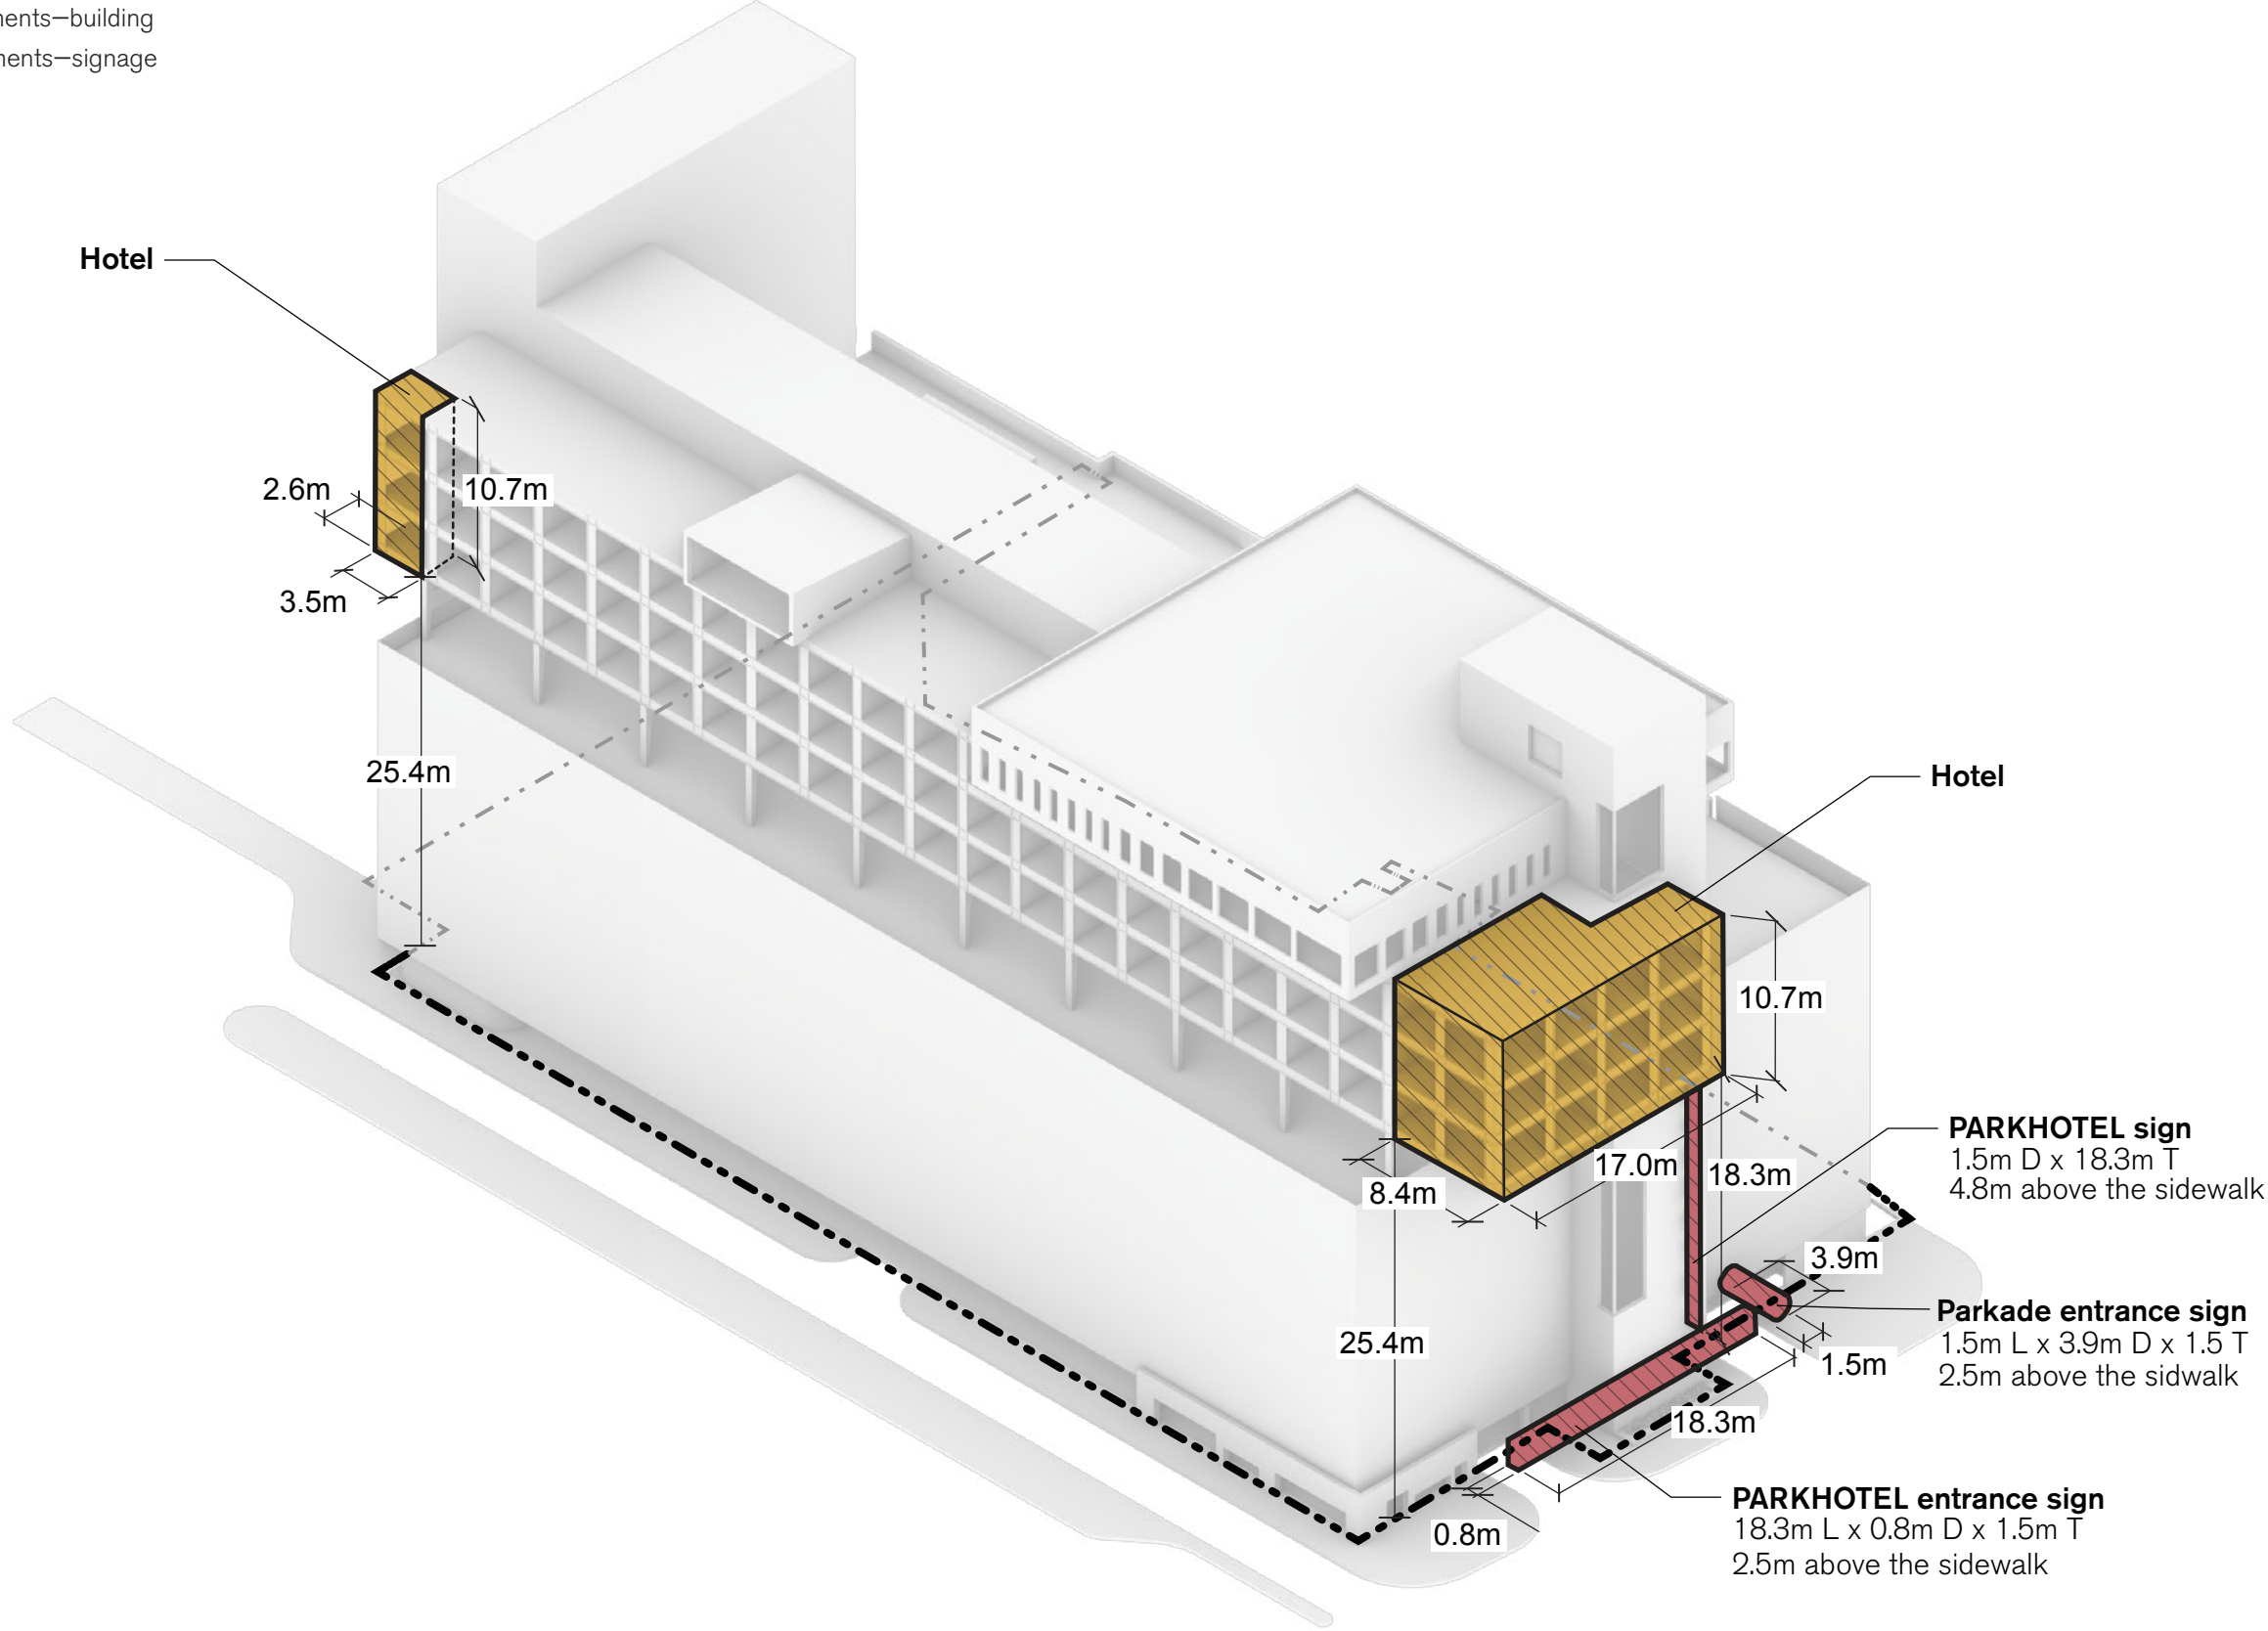 ments—building
ments—signage
Hotel
2.6m
10.7m
3.5m
25.4m
Hotel
10.7m
17.0m
18.3m
8.4m
PARKHOTEL sign
1.5m D x 18.3m T
4.8m above the sidewalk
3.9m
Parkade entrance sign
1.5m L x 3.9m D x 1.5 T
2.5m above the sidwalk
25.4m
1.5m
18.3m
PARKHOTEL entrance sign
18.3m L x 0.8m D x 1.5m T
2.5m above the sidewalk
0.8m